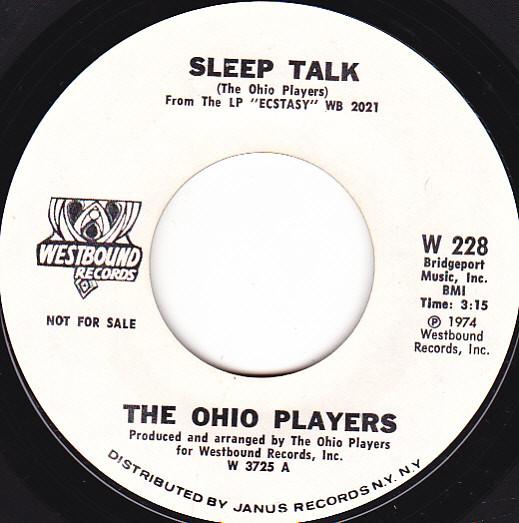 SLEEP TALK
(The Ohio Players)
From The LP "ECSTASY" WB 2021
WESTBOUND
RECORDS
NOT FOR SALE
W 228
Bridgeport
Music, Inc.
BMI
Time: 3:15
℗ 1974
Westbound
Records, Inc.
THE OHIO PLAYERS
Produced and arranged by The Ohio Players
for Westbound Records, Inc.
W 3725 A
DISTRIBUTED BY JANUS RECORDS N.Y. N.Y